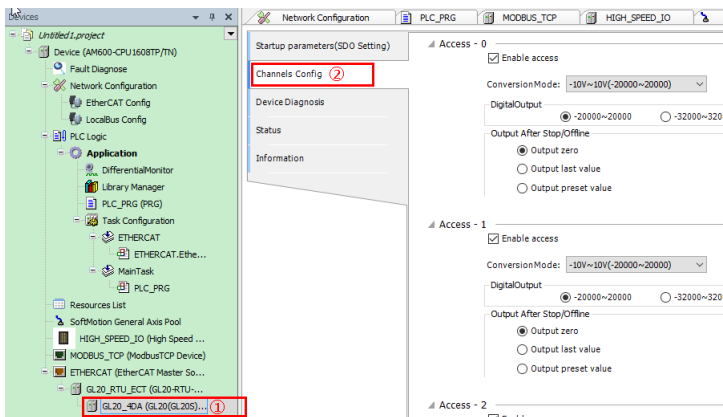 Devices
Network Configuration
PLC_PRG
MODBUS_TCP
HIGH_SPEED_IO
Untitled1.project
Device (AM600-CPU1608TP/TN)
Fault Diagnose
Network Configuration
EtherCAT Config
LocalBus Config
PLC Logic
Application
DifferentialMonitor
Library Manager
PLC_PRG (PRG)
Task Configuration
ETHERCAT
ETHERCAT.Ethe...
MainTask
PLC_PRG
Resources List
SoftMotion General Axis Pool
HIGH_SPEED_IO (High Speed ...
MODBUS_TCP (ModbusTCP Device)
ETHERCAT (EtherCAT Master So...
GL20_RTU_ECT (GL20-RTU-...
GL20_4DA (GL20(GL20S)... ①
Startup parameters(SDO Setting)
Channels Config ②
Device Diagnosis
Status
Information
Access - 0
Enable access
ConversionMode: -10V~10V(-20000~20000)
DigitalOutput
-20000~20000 -32000~320
Output After Stop/Offline
Output zero
Output last value
Output preset value
Access - 1
Enable access
ConversionMode: -10V~10V(-20000~20000)
DigitalOutput
-20000~20000 -32000~320
Output After Stop/Offline
Output zero
Output last value
Output preset value
Access - 2